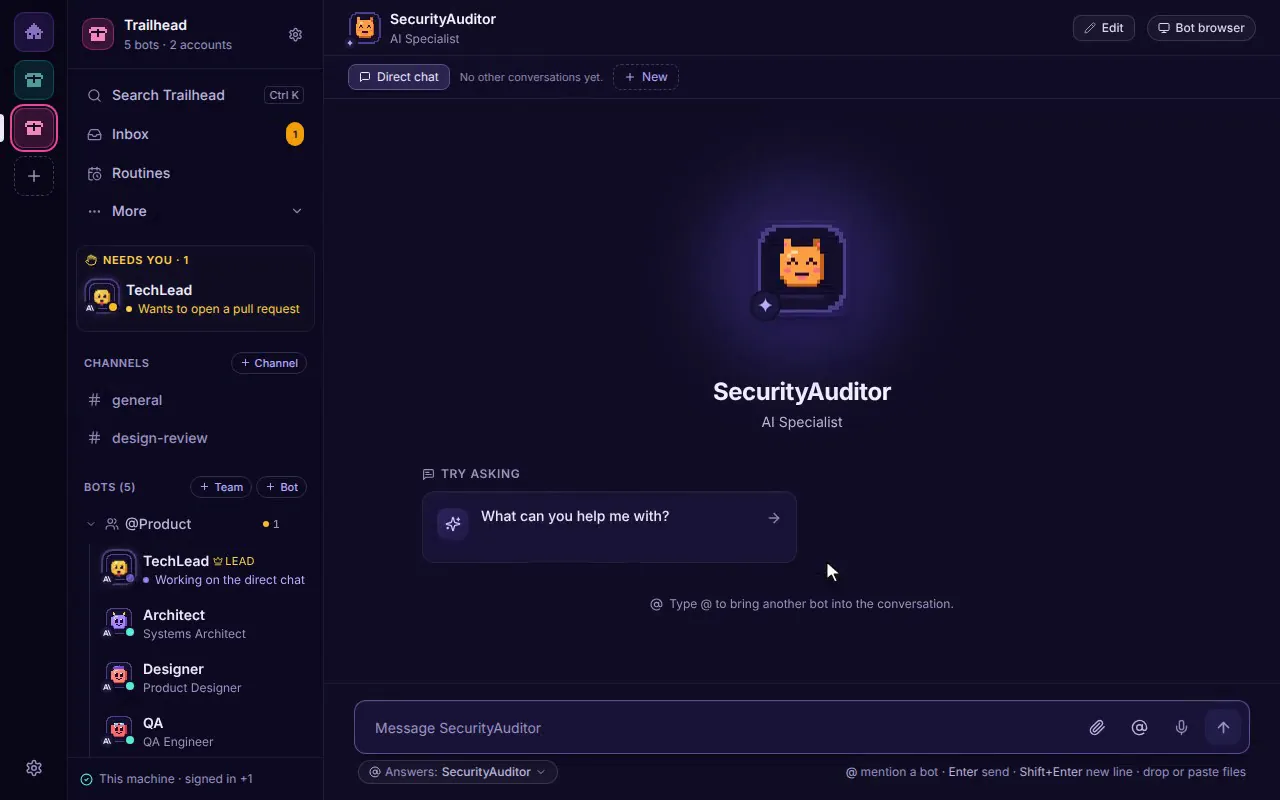 Trailhead
5 bots · 2 accounts
Search Trailhead
Ctrl K
Inbox
1
Routines
More
NEEDS YOU · 1
TechLead
Wants to open a pull request
CHANNELS
+ Channel
# general
# design-review
BOTS (5)
+ Team
+ Bot
@Product
1
TechLead LEAD
Working on the direct chat
Architect
Systems Architect
Designer
Product Designer
QA
QA Engineer
This machine · signed in +1
SecurityAuditor
AI Specialist
Edit
Bot browser
Direct chat
No other conversations yet.
+ New
SecurityAuditor
AI Specialist
TRY ASKING
What can you help me with?
@ Type @ to bring another bot into the conversation.
Message SecurityAuditor
@ Answers: SecurityAuditor
@ mention a bot · Enter send · Shift+Enter new line · drop or paste files